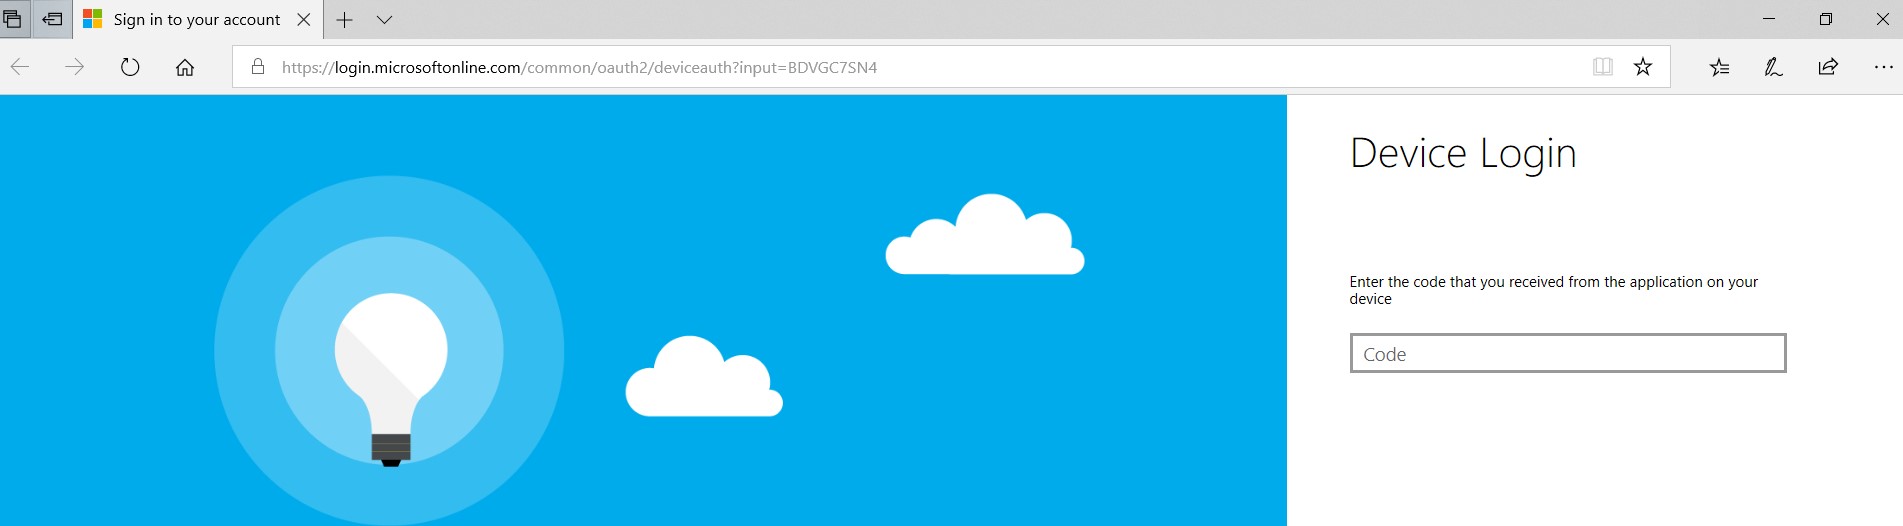 Sign in to your account
https://login.microsoftonline.com/common/oauth2/deviceauth?input=BDVGC7SN4
Device Login
Enter the code that you received from the application on your
device
Code